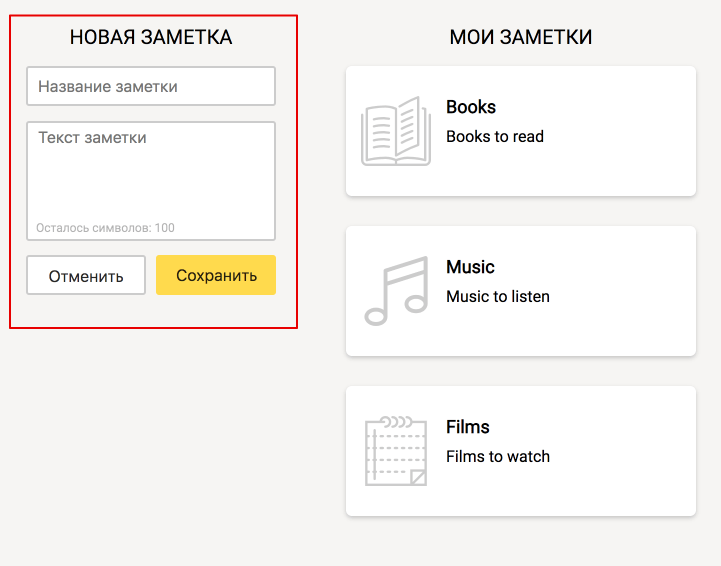 НОВАЯ ЗАМЕТКА
Название заметки
Текст заметки
Осталось символов: 100
Отменить
Сохранить
МОИ ЗАМЕТКИ
Books
Books to read
Music
Music to listen
Films
Films to watch